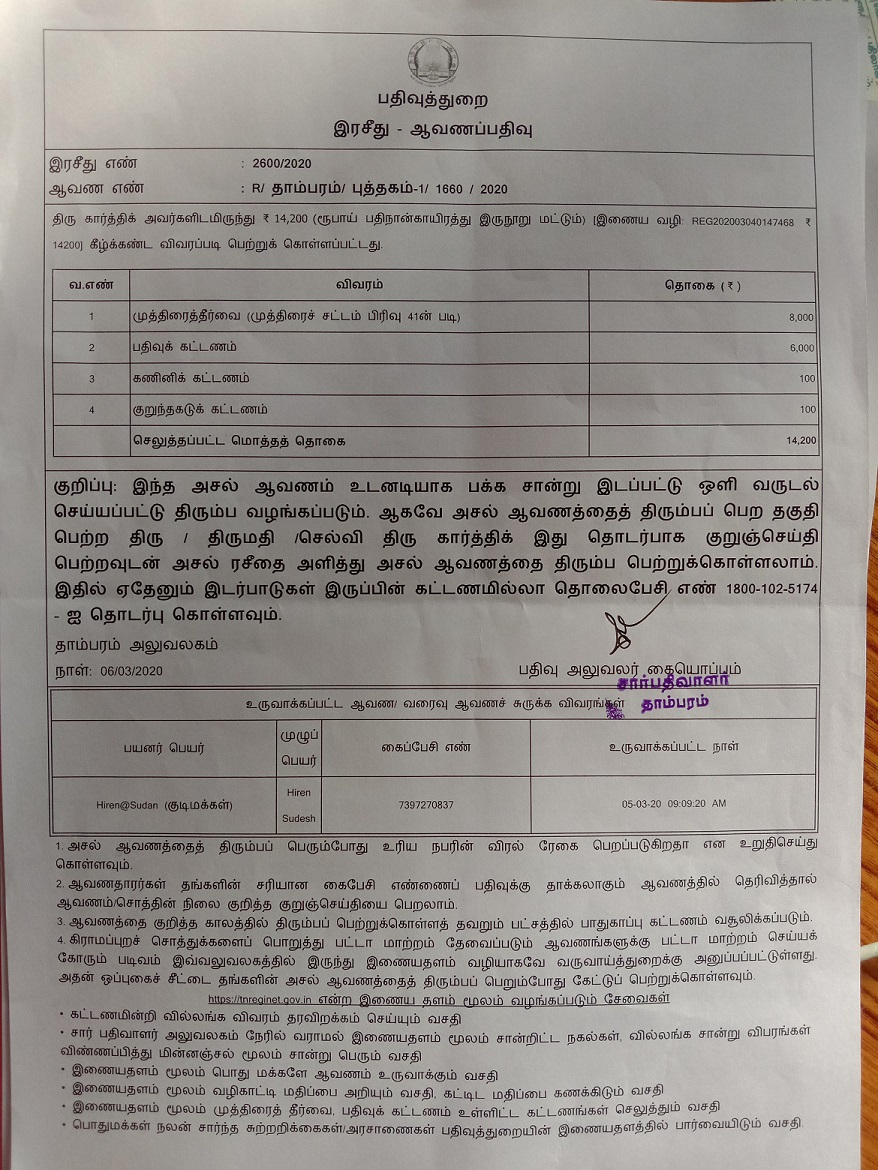 பதிவுத்துறை
இரசீது - ஆவணப்பதிவு
இரசீது எண் : 2600/2020
ஆவண எண் : R/ தாம்பரம்/ புத்தகம்-1/ 1660 / 2020
திரு கார்த்திக் அவர்களிடமிருந்து ₹ 14,200 (ரூபாய் பதினான்காயிரத்து இருநூறு மட்டும்) [இணைய வழி: REG202003040147468 ₹
14200] கீழ்க்கண்ட விவரப்படி பெற்றுக் கொள்ளப்பட்டது.
வ.எண் விவரம் தொகை ( ₹ )
1 முத்திரைத்தீர்வை (முத்திரைச் சட்டம் பிரிவு 41ன் படி) 8,000
2 பதிவுக் கட்டணம் 6,000
3 கணினிக் கட்டணம் 100
4 குறுந்தகடுக் கட்டணம் 100
செலுத்தப்பட்ட மொத்தத் தொகை 14,200
குறிப்பு: இந்த அசல் ஆவணம் உடனடியாக பக்க சான்று இடப்பட்டு ஒளி வருடல்
செய்யப்பட்டு திரும்ப வழங்கப்படும். ஆகவே அசல் ஆவணத்தைத் திரும்பப் பெற தகுதி
பெற்ற திரு / திருமதி /செல்வி திரு கார்த்திக் இது தொடர்பாக குறுஞ்செய்தி
பெற்றவுடன் அசல் ரசீதை அளித்து அசல் ஆவணத்தை திரும்ப பெற்றுக்கொள்ளலாம்.
இதில் ஏதேனும் இடர்பாடுகள் இருப்பின் கட்டணமில்லா தொலைபேசி எண் 1800-102-5174
- ஐ தொடர்பு கொள்ளவும்.
தாம்பரம் அலுவலகம்
நாள்: 06/03/2020 பதிவு அலுவலர் கையொப்பம்
சார்பதிவாளர்
தாம்பரம்
உருவாக்கப்பட்ட ஆவண/ வரைவு ஆவணச் சுருக்க விவரங்கள்
பயனர் பெயர் முழுப் பெயர் கைப்பேசி எண் உருவாக்கப்பட்ட நாள்
Hiren@Sudan (குடிமக்கள்) Hiren Sudesh 7397270837 05-03-20 09:09:20 AM
1. அசல் ஆவணத்தைத் திரும்பப் பெரும்போது உரிய நபரின் விரல் ரேகை பெறப்படுகிறதா என உறுதிசெய்து
கொள்ளவும்.
2. ஆவணதாரர்கள் தங்களின் சரியான கைபேசி எண்ணைப் பதிவுக்கு தாக்கலாகும் ஆவணத்தில் தெரிவித்தால்
ஆவணம்/சொத்தின் நிலை குறித்த குறுஞ்செய்தியை பெறலாம்.
3. ஆவணத்தை குறித்த காலத்தில் திரும்பப் பெற்றுக்கொள்ளத் தவறும் பட்சத்தில் பாதுகாப்பு கட்டணம் வசூலிக்கப்படும்.
4. கிராமப்புறச் சொத்துக்களைப் பொறுத்து பட்டா மாற்றம் தேவைப்படும் ஆவணங்களுக்கு பட்டா மாற்றம் செய்யக்
கோரும் படிவம் இவ்வலுவலகத்தில் இருந்து இணையதளம் வழியாகவே வருவாய்த்துறைக்கு அனுப்பப்பட்டுள்ளது.
அதன் ஒப்புகைச் சீட்டை தங்களின் அசல் ஆவணத்தைத் திரும்பப் பெறும்போது கேட்டுப் பெற்றுக்கொள்ளவும்.
https://tnreginet.gov.in என்ற இணைய தளம் மூலம் வழங்கப்படும் சேவைகள்
• கட்டணமின்றி வில்லங்க விவரம் தரவிறக்கம் செய்யும் வசதி
• சார் பதிவாளர் அலுவலகம் நேரில் வராமல் இணையதளம் மூலம் சான்றிட்ட நகல்கள், வில்லங்க சான்று விபரங்கள்
விண்ணப்பித்து மின்னஞ்சல் மூலம் சான்று பெரும் வசதி
• இணையதளம் மூலம் பொது மக்களே ஆவணம் உருவாக்கும் வசதி
• இணையதளம் மூலம் வழிகாட்டி மதிப்பை அறியும் வசதி, கட்டிட மதிப்பை கணக்கிடும் வசதி
• இணையதளம் மூலம் முத்திரைத் தீர்வை, பதிவுக் கட்டணம் உள்ளிட்ட கட்டணங்கள் செலுத்தும் வசதி
• பொதுமக்கள் நலன் சார்ந்த சுற்றறிக்கைகள்/அரசாணைகள் பதிவுத்துறையின் இணையதளத்தில் பார்வையிடும் வசதி